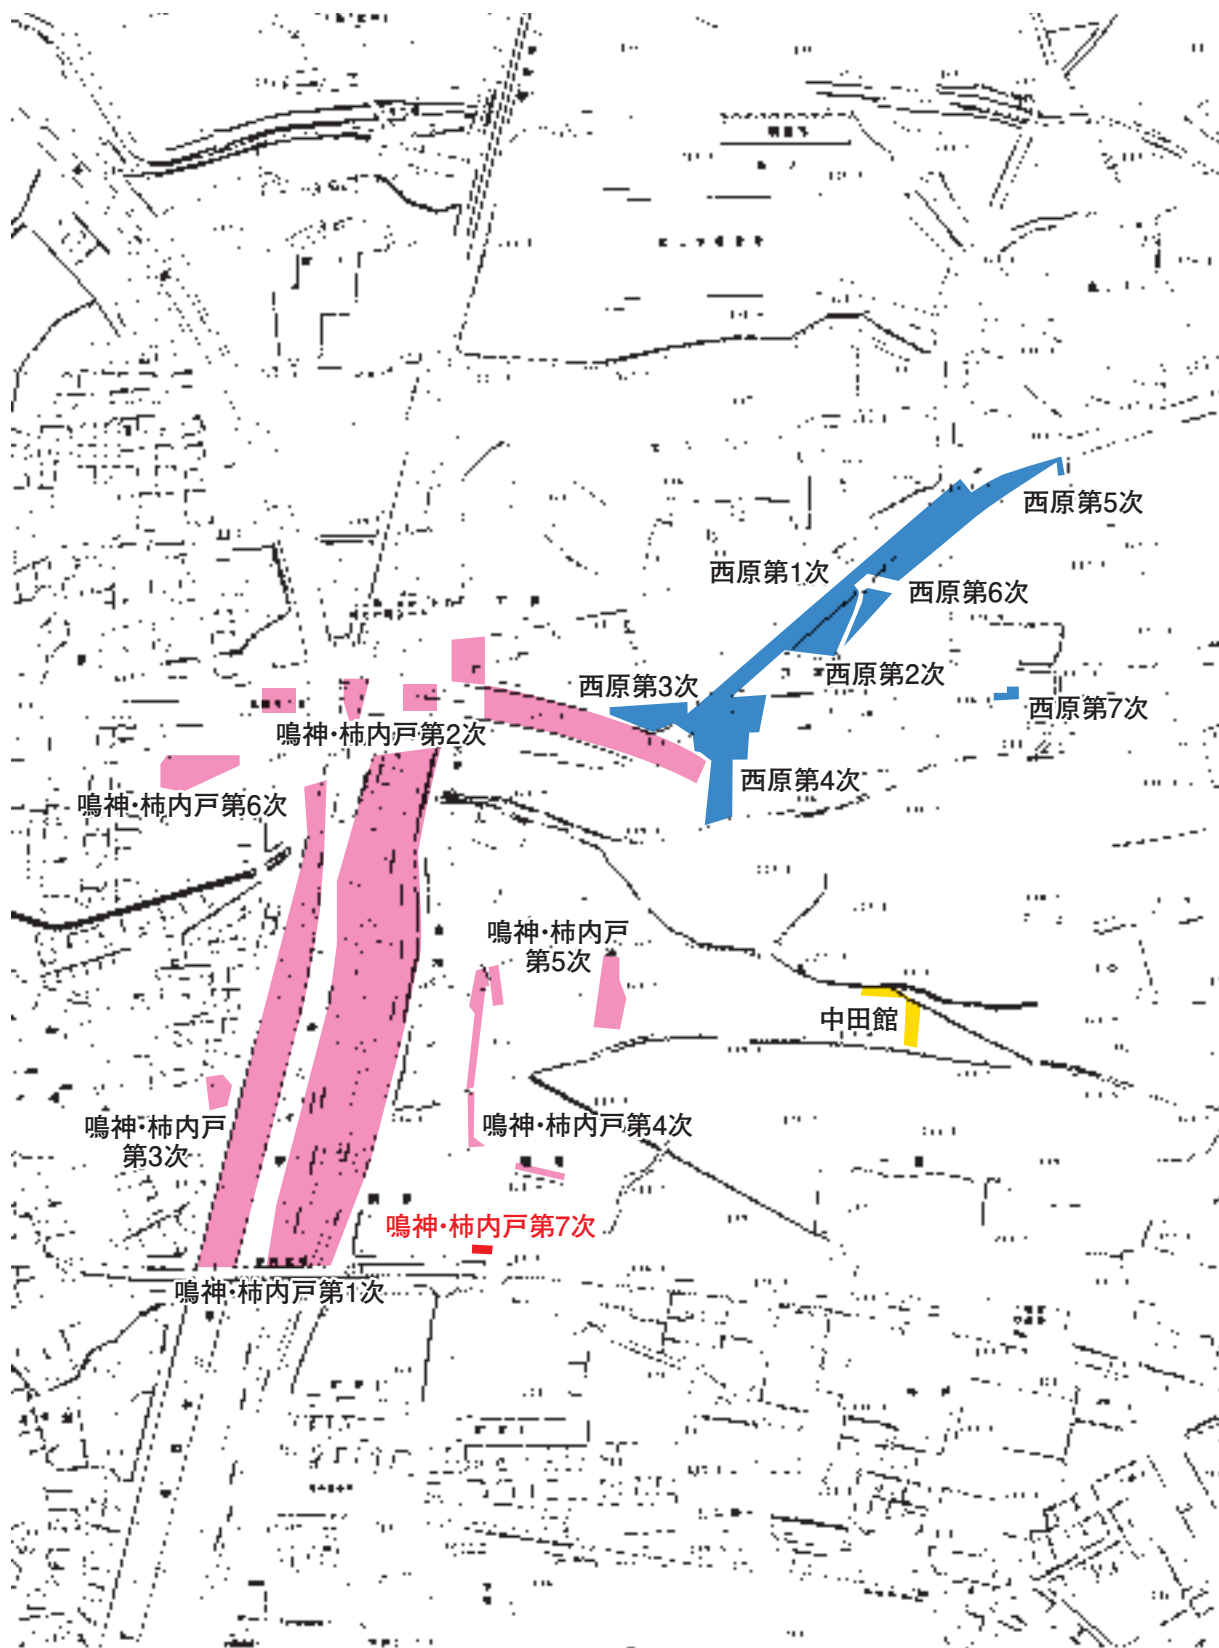 西原第5次
西原第1次
西原第6次
西原第2次
西原第3次
西原第7次
鳴神・柿内戸第2次
西原第4次
鳴神・柿内戸第6次
鳴神・柿内戸
第5次
中田館
鳴神・柿内戸第4次
鳴神・柿内戸
第3次
鳴神・柿内戸第7次
鳴神・柿内戸第1次